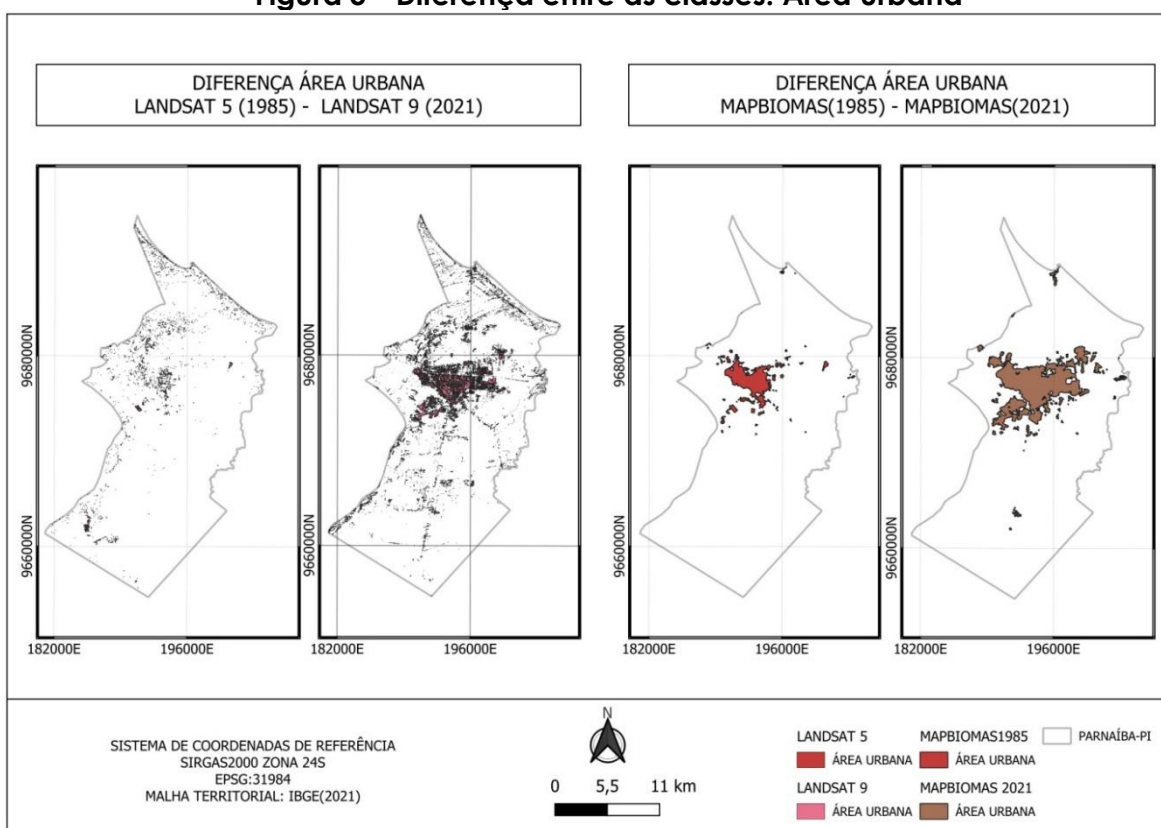 Figura 6 - Diferença entre as classes: Área Urbana
DIFERENÇA ÁREA URBANA
LANDSAT 5 (1985) - LANDSAT 9 (2021)
DIFERENÇA ÁREA URBANA
MAPBIOMAS(1985) - MAPBIOMAS(2021)
9680000N
9660000N
182000E
196000E
9680000N
9660000N
182000E
196000E
9680000N
9660000N
182000E
196000E
9680000N
9660000N
182000E
196000E
SISTEMA DE COORDENADAS DE REFERÊNCIA
SIRGAS2000 ZONA 24S
EPSG:31984
MALHA TERRITORIAL: IBGE(2021)
N
0 5,5 11 km
LANDSAT 5
ÁREA URBANA
LANDSAT 9
ÁREA URBANA
MAPBIOMAS1985
ÁREA URBANA
MAPBIOMAS 2021
ÁREA URBANA
PARNAÍBA-PI